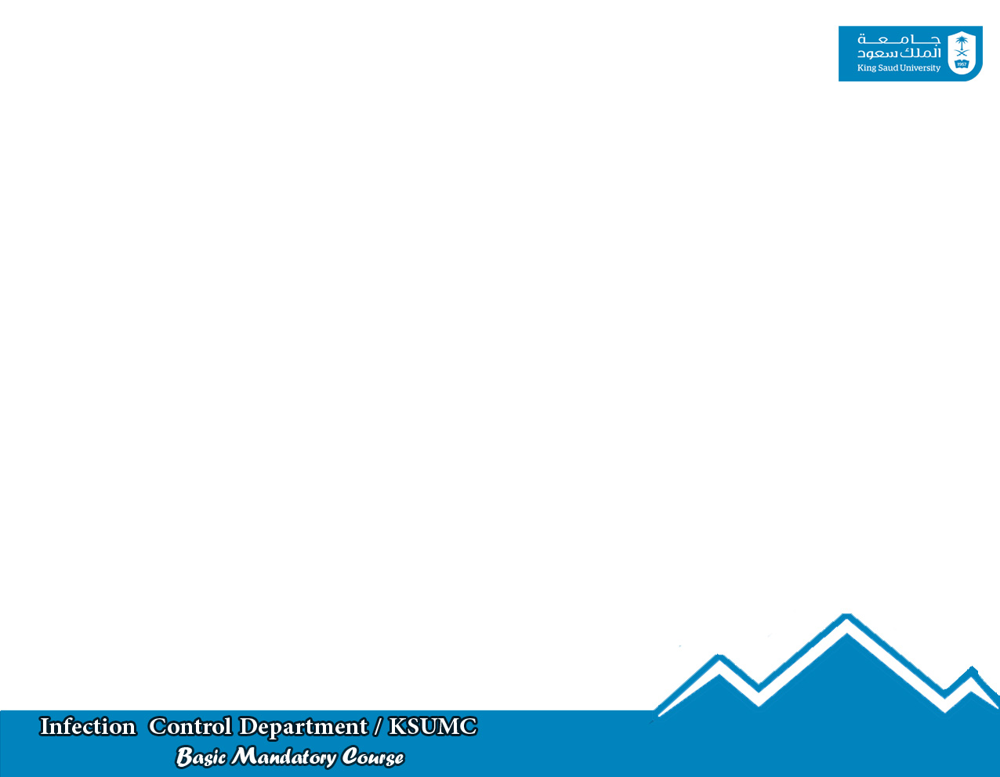 جامعة
الملك سعود
King Saud University
1957
Infection Control Department / KSUMC
Basic Mandatory Course